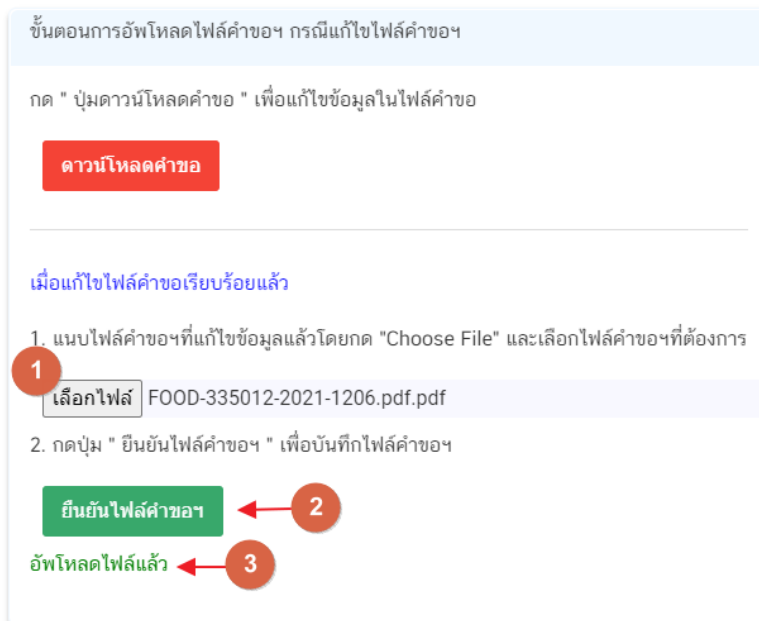 ขั้นตอนการอัพโหลดไฟล์คำขอฯ กรณีแก้ไขไฟล์คำขอฯ
กด " ปุ่มดาวน์โหลดคำขอ " เพื่อแก้ไขข้อมูลในไฟล์คำขอ
ดาวน์โหลดคำขอ
เมื่อแก้ไขไฟล์คำขอเรียบร้อยแล้ว
1. แนบไฟล์คำขอฯที่แก้ไขข้อมูลแล้วโดยกด "Choose File" และเลือกไฟล์คำขอฯที่ต้องการ
1
เลือกไฟล์ FOOD-335012-2021-1206.pdf.pdf
2. กดปุ่ม " ยืนยันไฟล์คำขอฯ " เพื่อบันทึกไฟล์คำขอฯ
ยืนยันไฟล์คำขอฯ 2
อัพโหลดไฟล์แล้ว 3